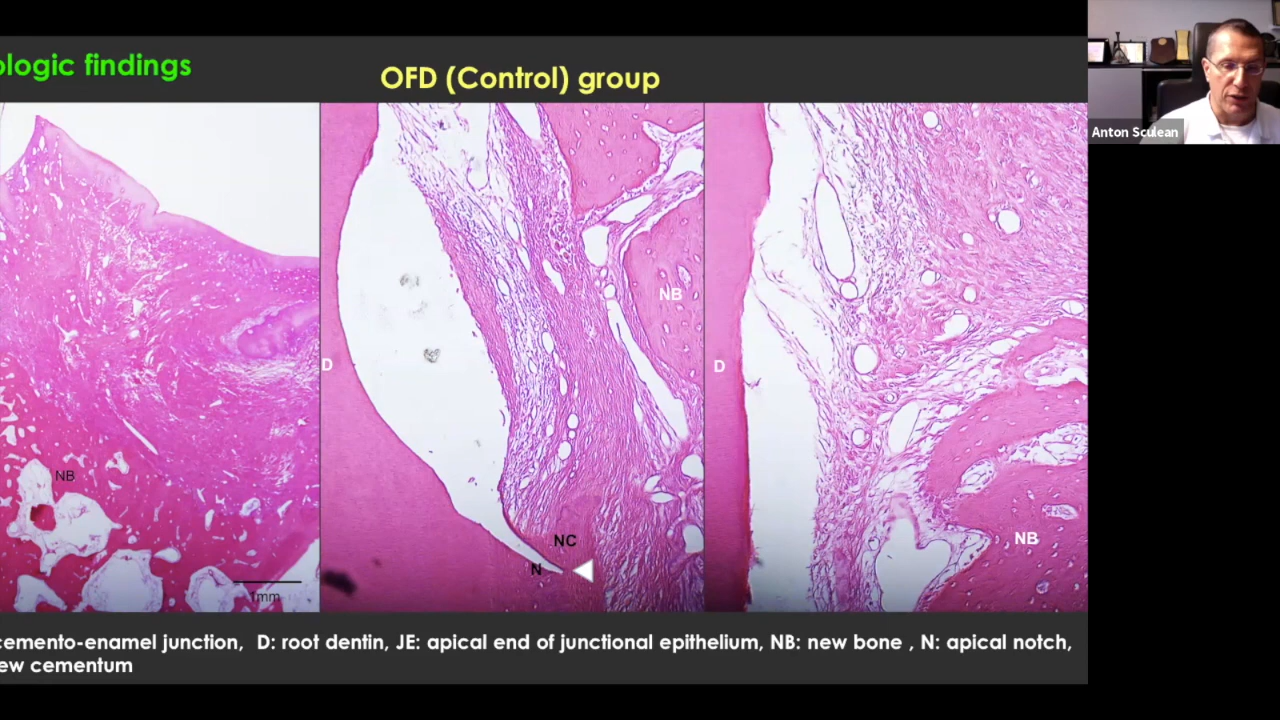 ologic findings
OFD (Control) group
Anton Sculean
NB
D
D
NB
NC
NB
N
1mm
cemento-enamel junction, D: root dentin, JE: apical end of junctional epithelium, NB: new bone , N: apical notch,
ew cementum